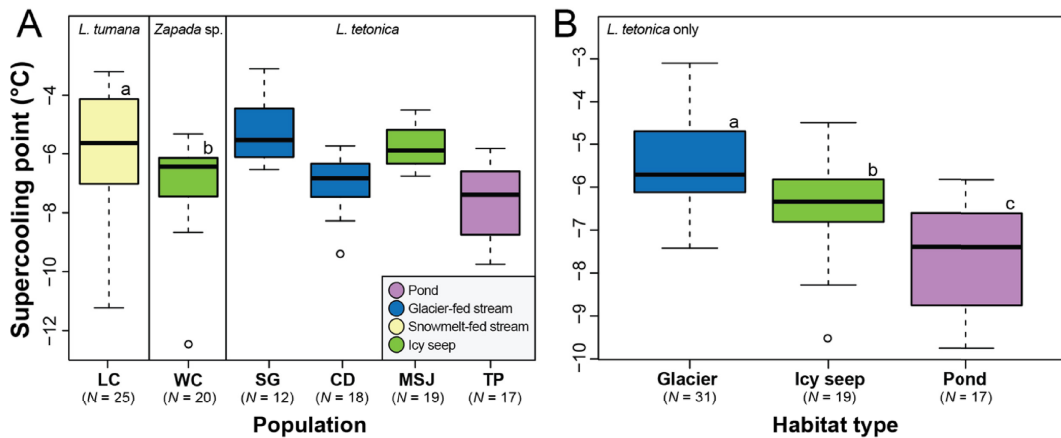 A
L. tumana
Zapada sp.
L. tetonica
Supercooling point (°C)
−4
−6
−8
−10
−12
a
b
Pond
Glacier-fed stream
Snowmelt-fed stream
Icy seep
LC
WC
SG
CD
MSJ
TP
(N = 25)
(N = 20)
(N = 12)
(N = 18)
(N = 19)
(N = 17)
Population
B
L. tetonica only
−3
−4
−5
−6
−7
−8
−9
−10
a
b
c
Glacier
Icy seep
Pond
(N = 31)
(N = 19)
(N = 17)
Habitat type